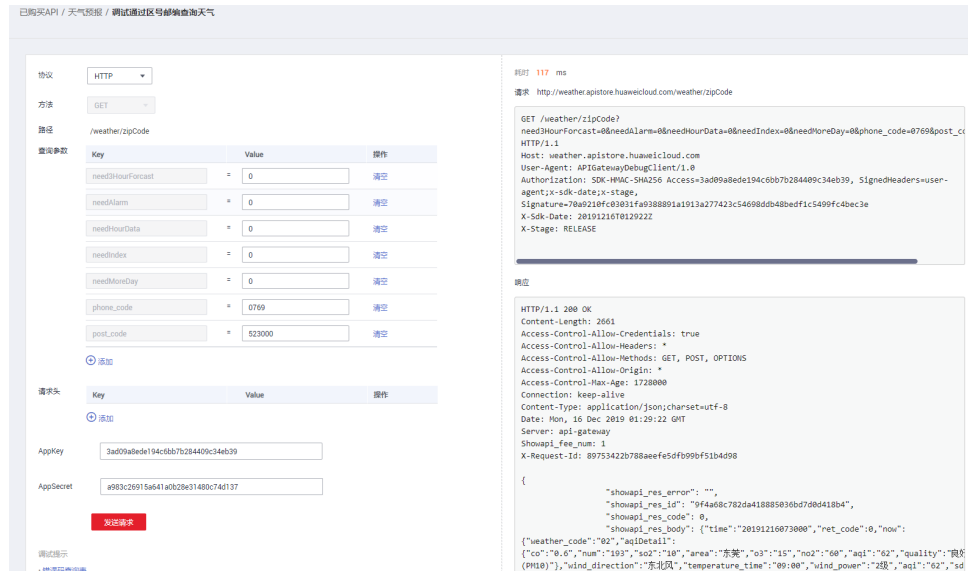 已购买API / 天气预报 / 调试通过区号邮编查询天气
协议
HTTP
方法
GET
路径
/weather/zipCode
查询参数
Key Value 操作
need3HourForcast = 0 清空
needAlarm = 0 清空
needHourData = 0 清空
needIndex = 0 清空
needMoreDay = 0 清空
phone_code = 0769 清空
post_code = 523000 清空
添加
请求头
Key Value 操作
添加
AppKey
3ad09a8ede194c6bb7b284409c34eb39
AppSecret
a983c26915a641a0b28e31480c74d137
发送请求
调试提示
错误码查询表
耗时 117 ms
请求 http://weather.apistore.huaweicloud.com/weather/zipCode
GET /weather/zipCode?
need3HourForcast=0&needAlarm=0&needHourData=0&needIndex=0&needMoreDay=0&phone_code=0769&post_co
HTTP/1.1
Host: weather.apistore.huaweicloud.com
User-Agent: APIGatewayDebugClient/1.0
Authorization: SDK-HMAC-SHA256 Access=3ad09a8ede194c6bb7b284409c34eb39, SignedHeaders=user-
agent;x-sdk-date;x-stage,
Signature=70a9210fc03031fa9388891a1913a277423c54698ddb48bedf1c5499fc4bec3e
X-Sdk-Date: 20191216T012922Z
X-Stage: RELEASE
响应
HTTP/1.1 200 OK
Content-Length: 2661
Access-Control-Allow-Credentials: true
Access-Control-Allow-Headers: *
Access-Control-Allow-Methods: GET, POST, OPTIONS
Access-Control-Allow-Origin: *
Access-Control-Max-Age: 1728000
Connection: keep-alive
Content-Type: application/json;charset=utf-8
Date: Mon, 16 Dec 2019 01:29:22 GMT
Server: api-gateway
Showapi_fee_num: 1
X-Request-Id: 89753422b788aeefe5dfb99bf51b4d98
{
"showapi_res_error": "",
"showapi_res_id": "9f4a68c782da418885036bd7d0d418b4",
"showapi_res_code": 0,
"showapi_res_body": {"time":"20191216073000","ret_code":0,"now":
{"weather_code":"02","aqiDetail":
{"co":"0.6","num":"193","so2":"10","area":"东莞","o3":"15","no2":"60","aqi":"62","quality":"良好
(PM10)"},"wind_direction":"东北风","temperature_time":"09:00","wind_power":"2级","aqi":"62","sd